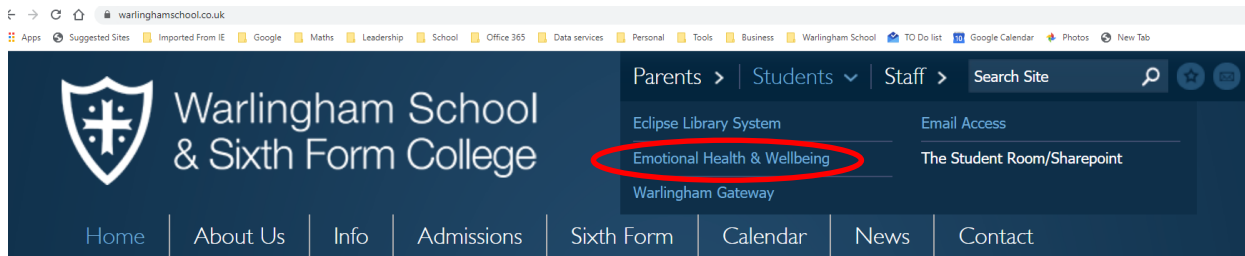 warlinghamschool.co.uk
Apps Suggested Sites Imported From IE Google Maths Leadership School Office 365 Data services Personal Tools Business Warlingham School TO Do list Google Calendar Photos New Tab
Parents > Students Staff > Search Site
Warlingham School
& Sixth Form College
Eclipse Library System Email Access
Emotional Health & Wellbeing The Student Room/Sharepoint
Warlingham Gateway
Home About Us Info Admissions Sixth Form Calendar News Contact